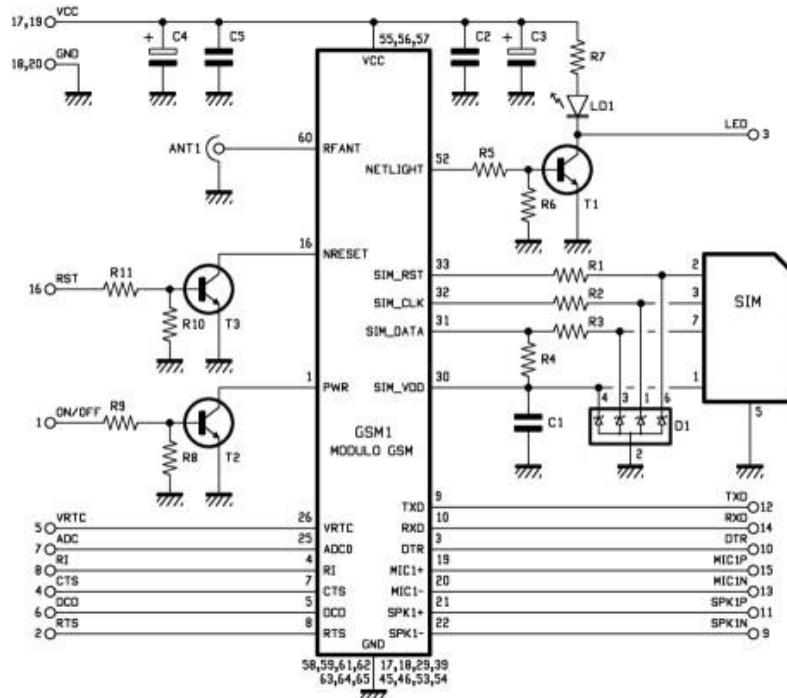 17,19 VCC
18,20 GND
+ C4 C5
55,56,57
VCC
C2 + C3
R7
LD1
LED 3
ANT1
60 RFANT
NETLIGHT 52 R5
R6
T1
16 NRESET
16 RST R11
R10
T3
SIM_RST 33 R1 2
SIM_CLK 32 R2 3
SIM_DATA 31 R3 7
R4
SIM_VDD 30 1
SIM
5
C1
4 3 1 6
D1
2
1 PWR
1 ON/OFF R9
R8
T2
GSM1
MODULO GSM
TXD 9 TXD 12
RXD 10 RXD 14
DTR 3 DTR 10
MIC1+ 19 MIC1P 15
MIC1- 20 MIC1N 13
SPK1+ 21 SPK1P 11
SPK1- 22 SPK1N 9
5 VRTC 26 VRTC
7 ADC 25 ADC0
8 RI 4 RI
4 CTS 7 CTS
6 DCD 5 DCD
2 RTS 8 RTS
GND
58,59,61,62 17,18,29,39
63,64,65 45,46,53,54